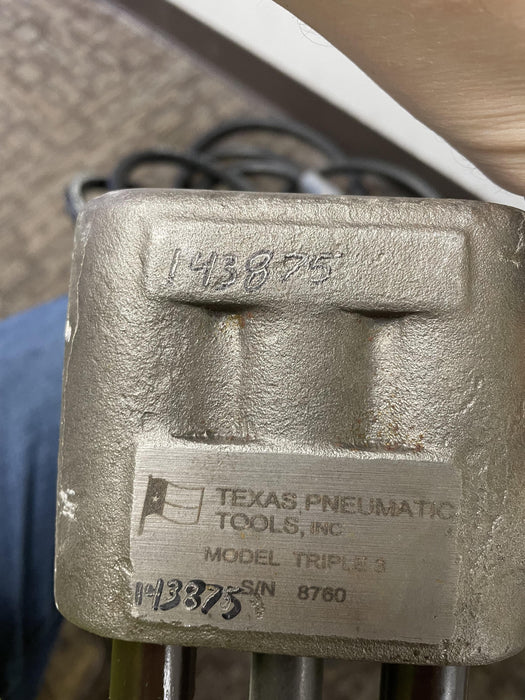 143875
TEXAS PNEUMATIC
TOOLS, INC
MODEL TRIPLE 3
S/N 8760
143875